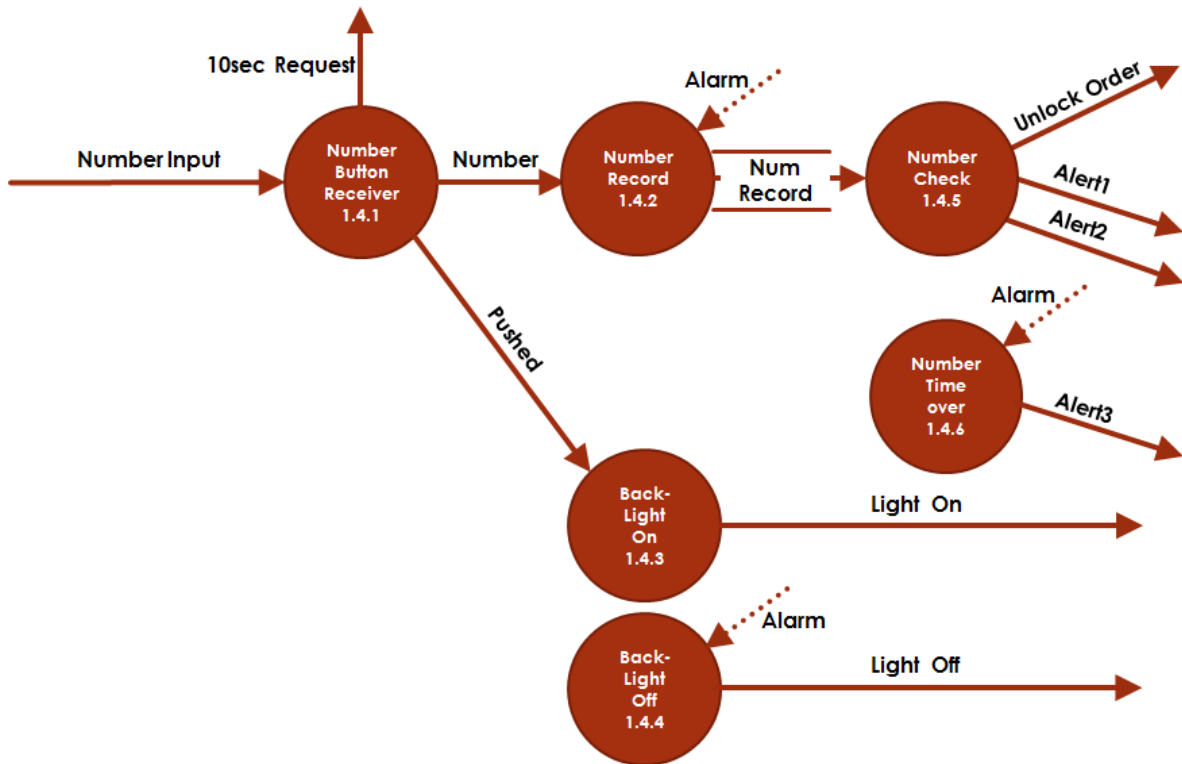 10sec Request
Number Input
Number
Button
Receiver
1.4.1
Number
Alarm
Number
Record
1.4.2
Num
Record
Number
Check
1.4.5
Unlock Order
Alert1
Alert2
Pushed
Alarm
Number
Time
over
1.4.6
Alert3
Back-
Light
On
1.4.3
Light On
Back-
Light
Off
1.4.4
Alarm
Light Off